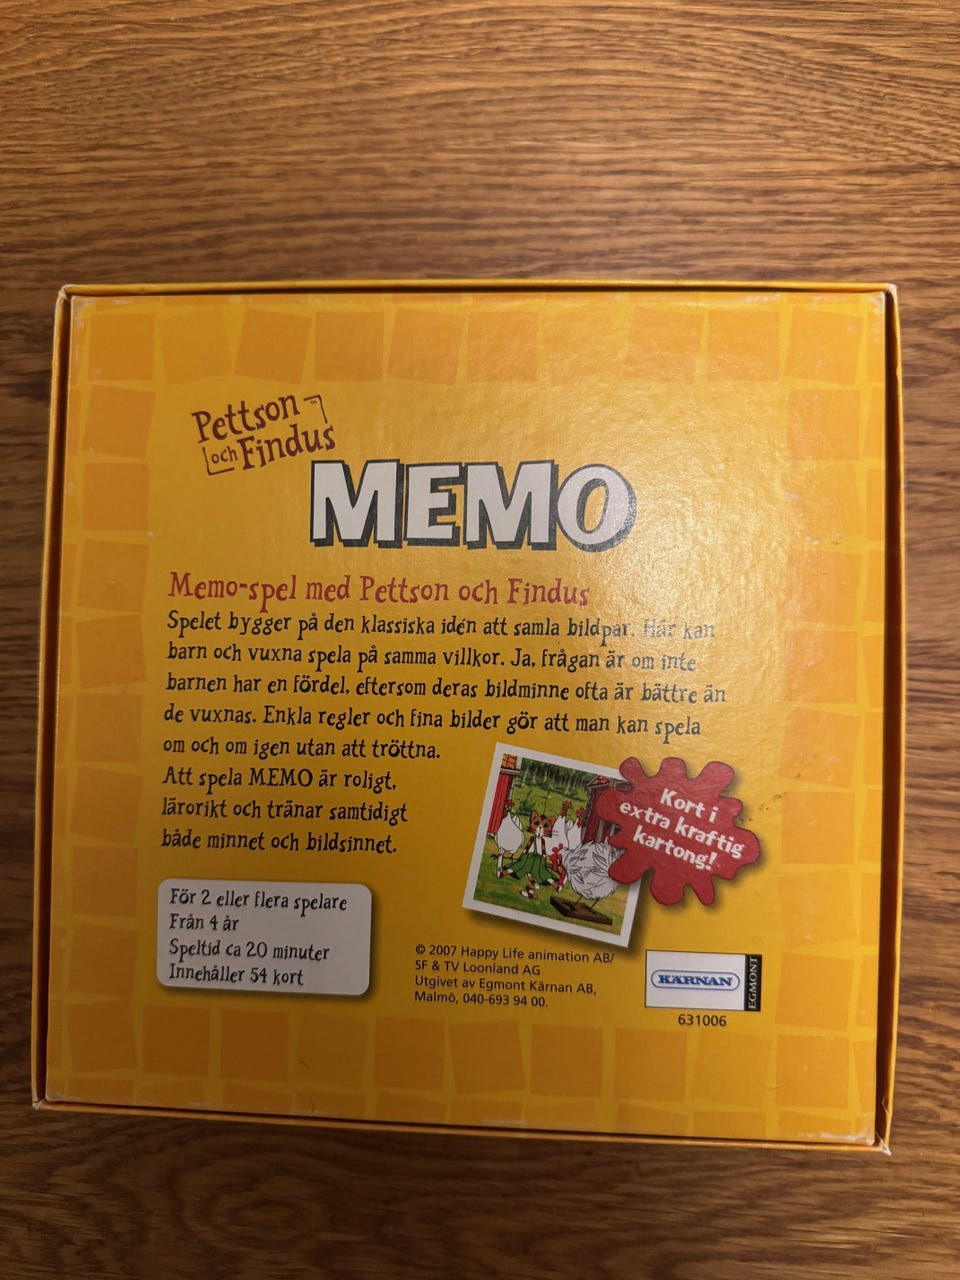 Pettson™
och Findus
MEMO
Memo-spel med Pettson och Findus
Spelet bygger på den klassiska idén att samla bildpar. Här kan
barn och vuxna spela på samma villkor. Ja, frågan är om inte
barnen har en fördel, eftersom deras bildminne ofta är bättre än
de vuxnas. Enkla regler och fina bilder gör att man kan spela
om och om igen utan att tröttna.
Att spela MEMO är roligt,
lärorikt och tränar samtidigt
både minnet och bildsinnet.
Kort i
extra kraftig
kartong!
För 2 eller flera spelare
Från 4 år
Speltid ca 20 minuter
Innehåller 54 kort
© 2007 Happy Life animation AB/
SF & TV Loonland AG
Utgivet av Egmont Kärnan AB,
Malmö, 040-693 94 00.
KÄRNAN
EGMONT
631006